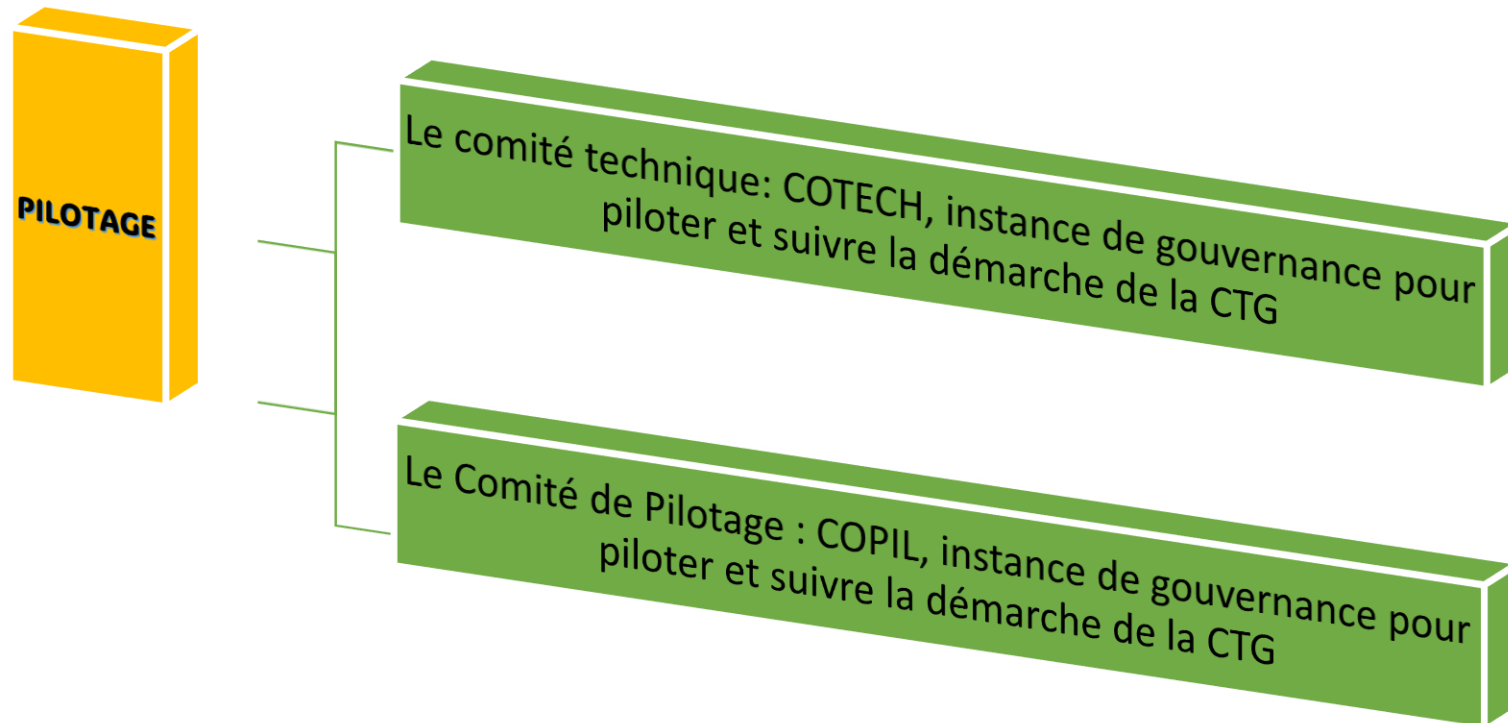 PILOTAGE
Le comité technique: COTECH, instance de gouvernance pour
piloter et suivre la démarche de la CTG
Le Comité de Pilotage : COPIL, instance de gouvernance pour
piloter et suivre la démarche de la CTG